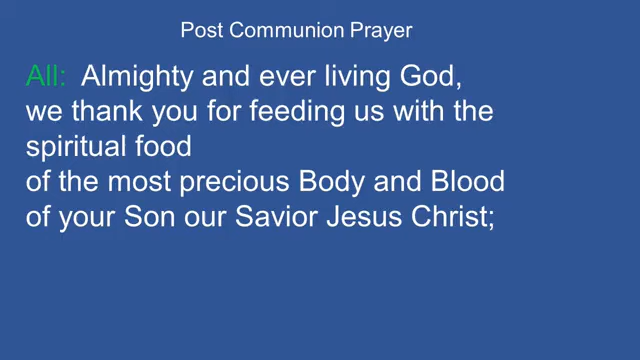 Post Communion Prayer
All: Almighty and ever living God,
we thank you for feeding us with the
spiritual food
of the most precious Body and Blood
of your Son our Savior Jesus Christ;